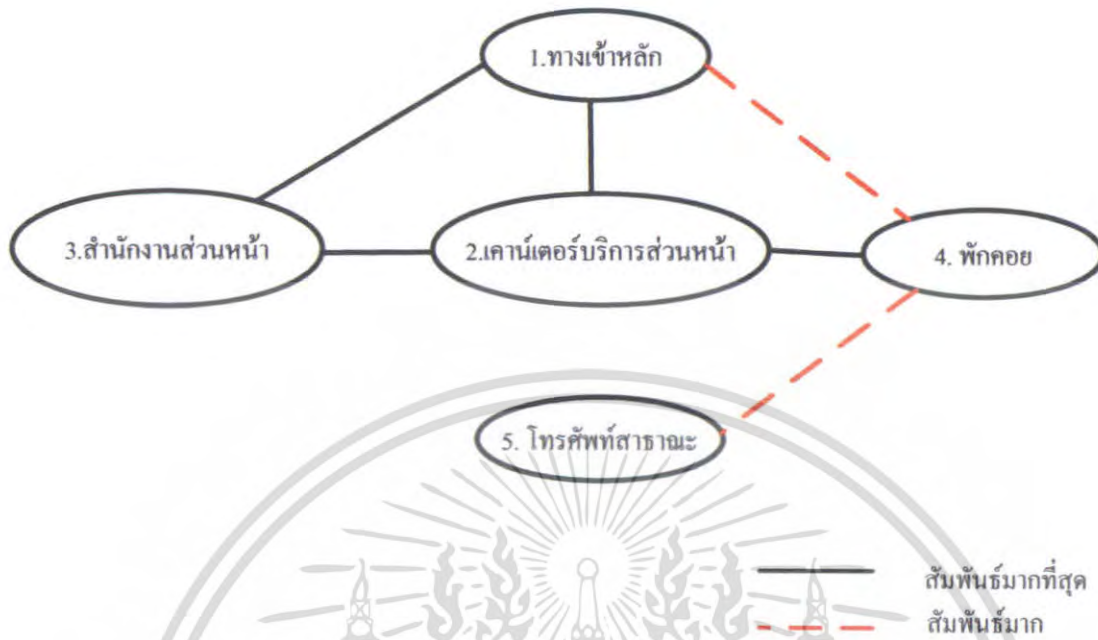 1.ทางเข้าหลัก
3.สำนักงานส่วนหน้า
2.เคาน์เตอร์บริการส่วนหน้า
4. พักคอย
5. โทรศัพท์สาธาณะ
สัมพันธ์มากที่สุด
สัมพันธ์มาก